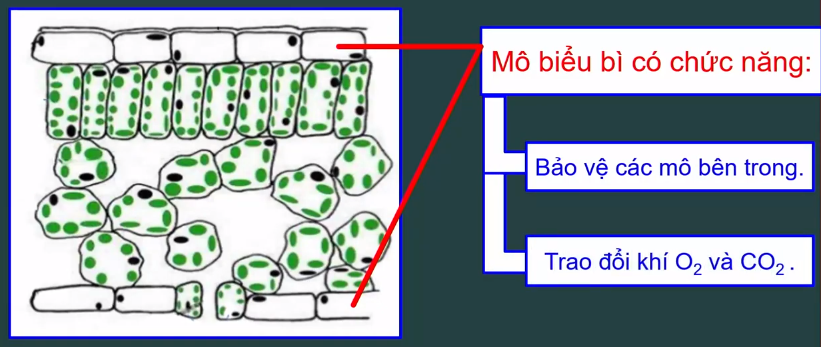 Mô biểu bì có chức năng:
Bảo vệ các mô bên trong.
Trao đổi khí O₂ và CO₂ .